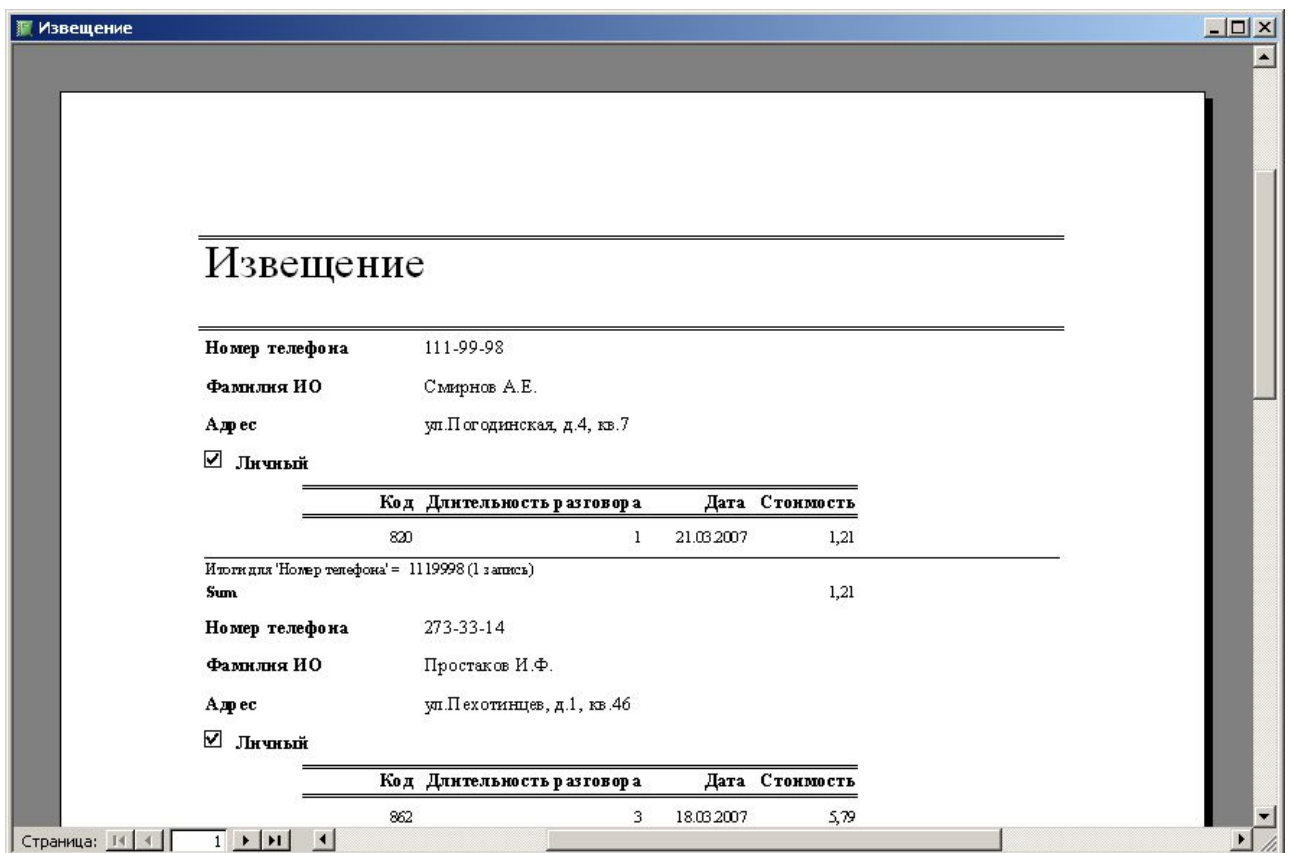 Извещение
Извещение
Номер телефона 111-99-98
Фамилия ИО Смирнов А.Е.
Адрес ул.Погодинская, д.4, кв.7
Личный
Код Длительность разговора Дата Стоимость
820 1 21.03.2007 1,21
Итоги для 'Номер телефона' = 1119998 (1 запись)
Sum 1,21
Номер телефона 273-33-14
Фамилия ИО Простаков И.Ф.
Адрес ул.Пехотинцев, д.1, кв.46
Личный
Код Длительность разговора Дата Стоимость
862 3 18.03.2007 5,79
Страница: 1